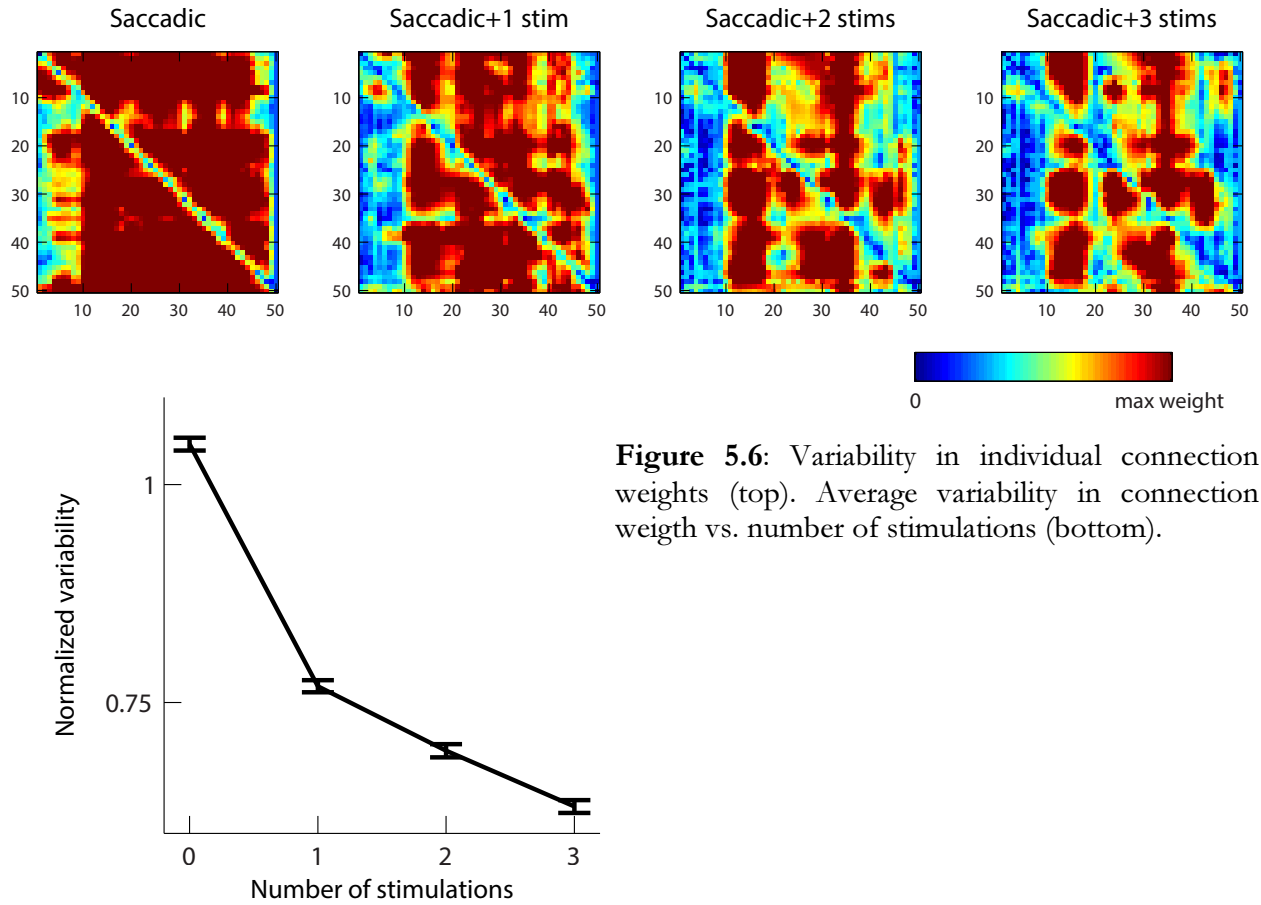 Saccadic
Saccadic+1 stim
Saccadic+2 stims
Saccadic+3 stims
10
20
30
40
50
10 20 30 40 50
10
20
30
40
50
10 20 30 40 50
10
20
30
40
50
10 20 30 40 50
10
20
30
40
50
10 20 30 40 50
0 max weight
Figure 5.6: Variability in individual connection
weights (top). Average variability in connection
weigth vs. number of stimulations (bottom).
Normalized variability
1
0.75
0 1 2 3
Number of stimulations